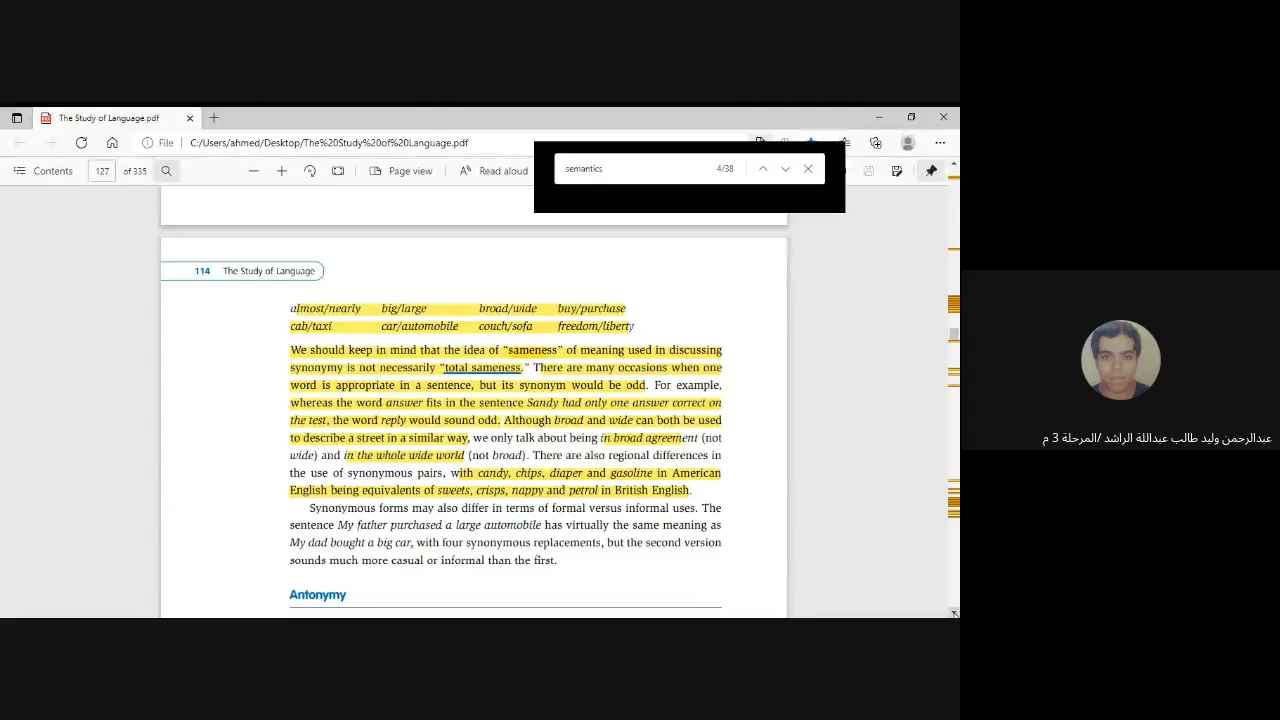 The Study of Language.pdf
File C:/Users/ahmed/Desktop/The%20Study%20of%20Language.pdf
Contents 127 of 335 Page view Read aloud
semantics 4/38
114 The Study of Language
almost/nearly big/large broad/wide buy/purchase
cab/taxi car/automobile couch/sofa freedom/liberty
We should keep in mind that the idea of “sameness” of meaning used in discussing
synonymy is not necessarily “total sameness.” There are many occasions when one
word is appropriate in a sentence, but its synonym would be odd. For example,
whereas the word answer fits in the sentence Sandy had only one answer correct on
the test, the word reply would sound odd. Although broad and wide can both be used
to describe a street in a similar way, we only talk about being in broad agreement (not
wide) and in the whole wide world (not broad). There are also regional differences in
the use of synonymous pairs, with candy, chips, diaper and gasoline in American
English being equivalents of sweets, crisps, nappy and petrol in British English.
Synonymous forms may also differ in terms of formal versus informal uses. The
sentence My father purchased a large automobile has virtually the same meaning as
My dad bought a big car, with four synonymous replacements, but the second version
sounds much more casual or informal than the first.
Antonymy
عبدالرحمن وليد طالب عبداللة الراشد /المرحلة 3 م